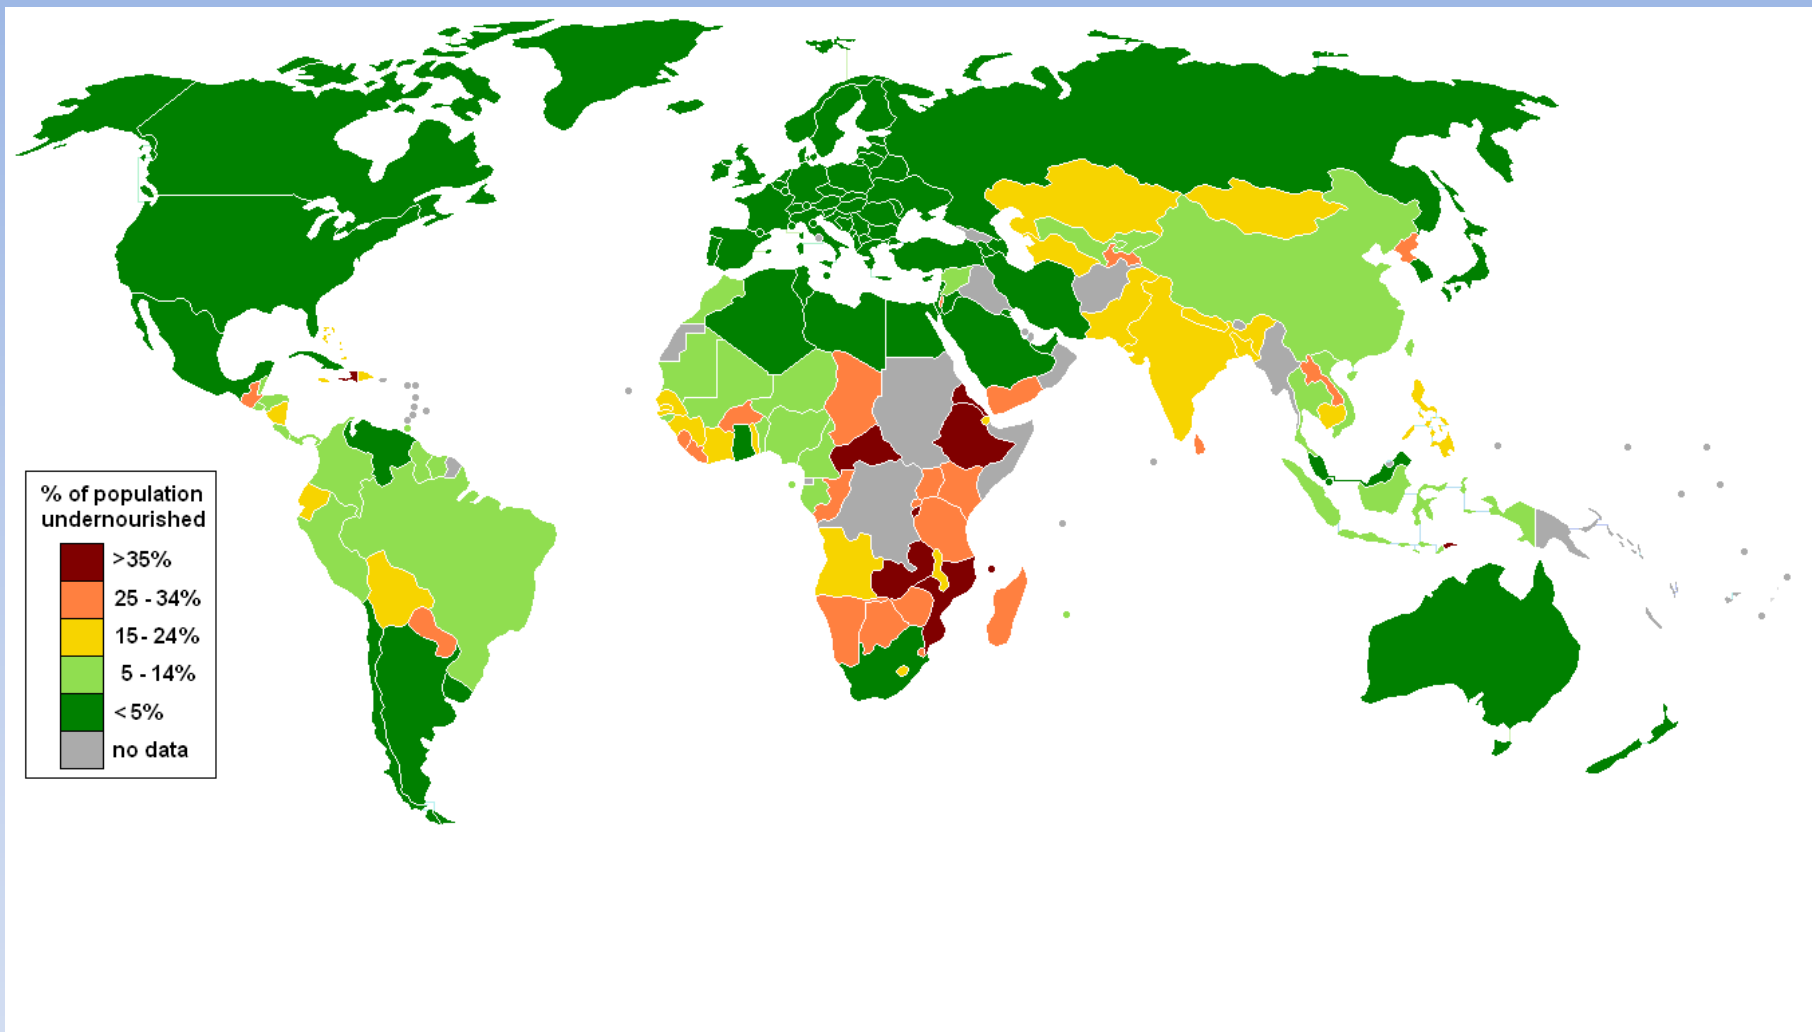 % of population
undernourished
>35%
25 - 34%
15 - 24%
5 - 14%
<5%
no data